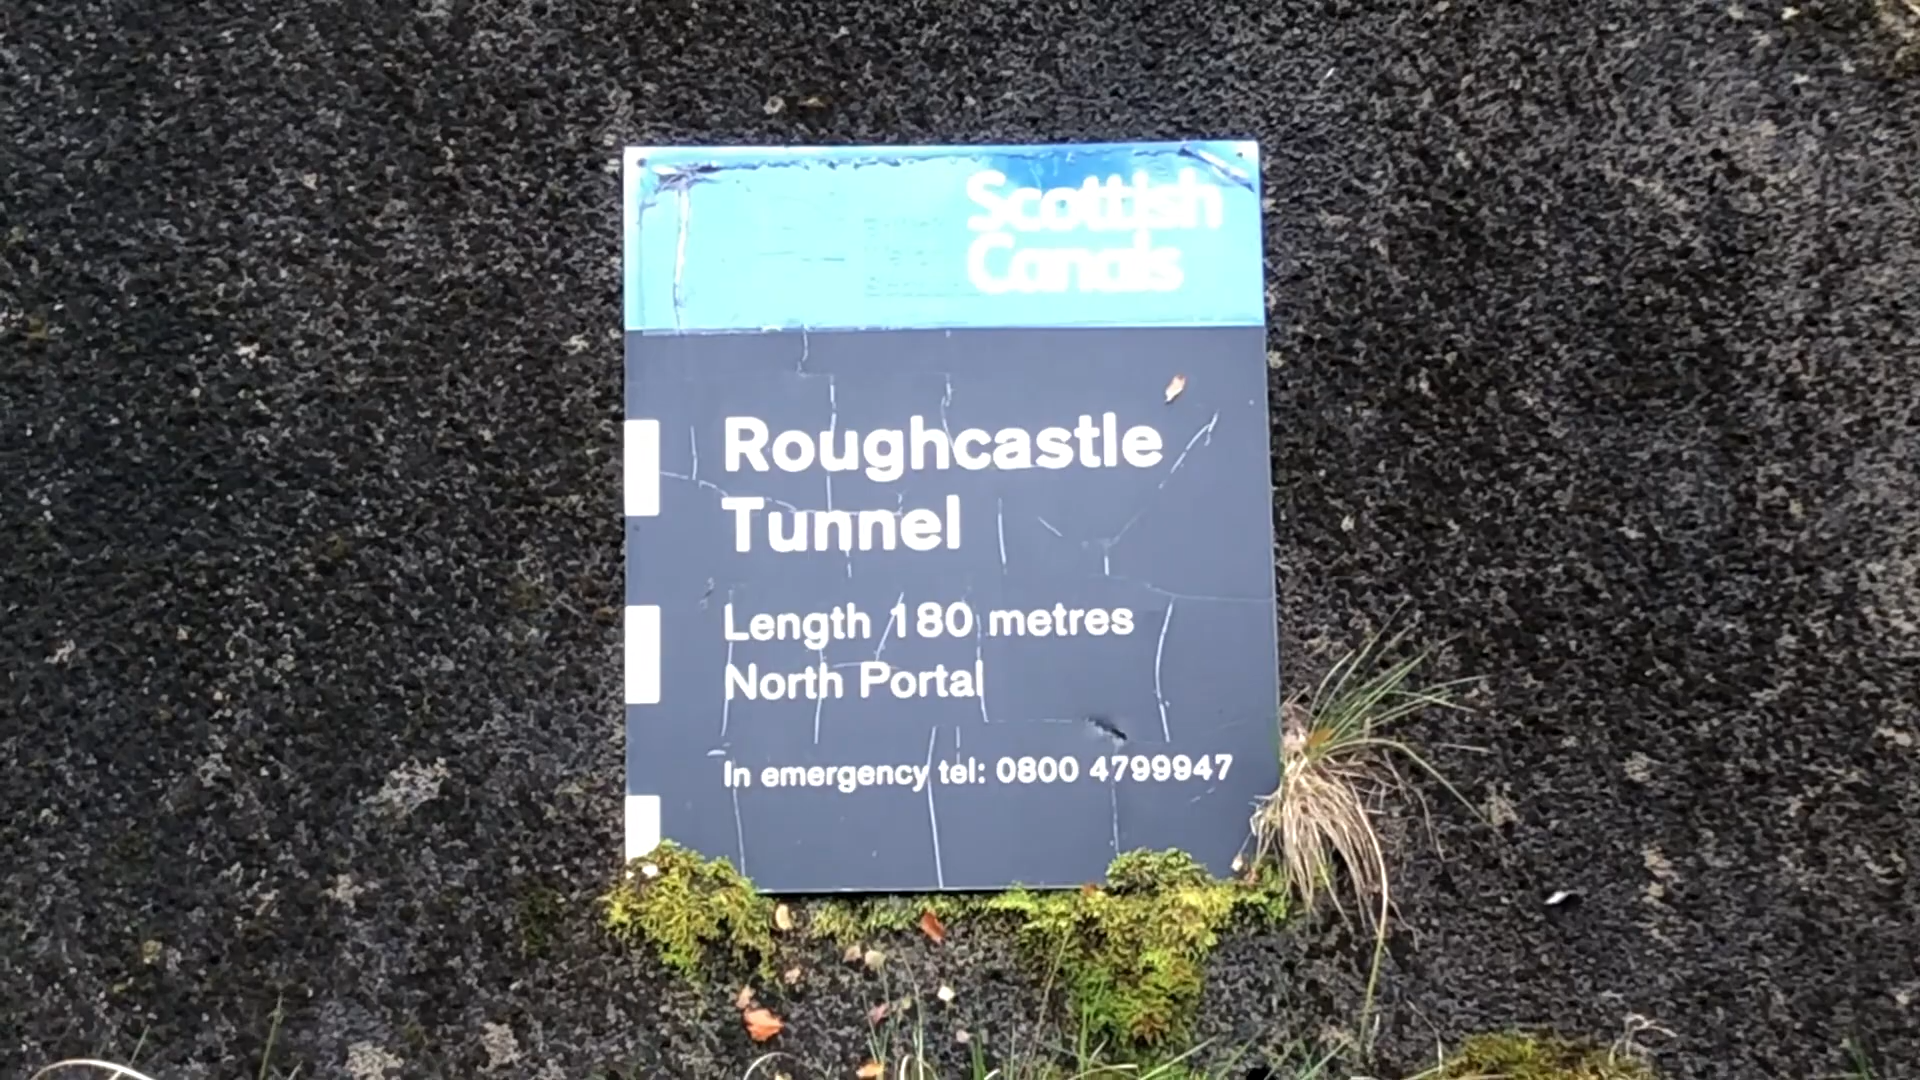 Scottish
Canals
Roughcastle
Tunnel
Length 180 metres
North Portal
In emergency tel: 0800 4799947